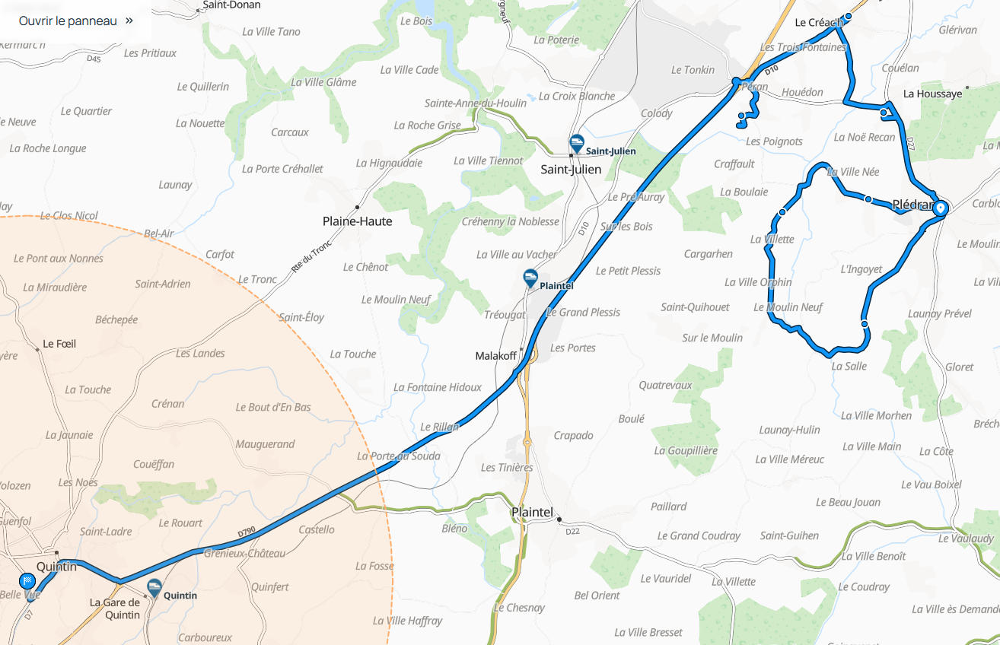 Saint-Donan
Ouvrir le panneau »
Le Bois
La Ville Tano
La Poterie
Le Créac'h
Glérivan
Kermarc'h
Les Pritiaux
D45
Les Trois Fontaines
La Ville Cade
Le Tonkin
D10
Couélan
Le Quillerin
La Ville Glâme
Péran
Houédon
La Houssaye
La Croix Blanche
Sainte-Anne-du-Houlin
Le Quartier
Colody
La Nouette
La Roche Grise
Carcaux
La Noë Recan
Les Poignots
D27
La Roche Longue
Saint-Julien
La Porte Créhallet
La Hignaudaie
La Ville Tiennot
Saint-Julien
Craffault
La Ville Née
Launay
La Boulaie
Le Pré Auray
Plédran
Le Clos Nicol
Plaine-Haute
Créhenny la Noblesse
Sur les Bois
D10
Bel-Air
La Villette
Carfot
La Ville au Vacher
Cargarhen
Le Pont aux Nonnes
Rte du Tronc
Le Chênot
Le Petit Plessis
L'Ingoyet
Le Tronc
Saint-Adrien
La Miraudière
Plaintel
La Ville Orphin
Le Moulin Neuf
Le Moulin Neuf
Saint-Quihouet
Tréougat
Le Grand Plessis
Launay Prével
Béchepée
Saint-Éloy
Sur le Moulin
Le Fœil
Les Portes
Les Landes
La Touche
Malakoff
La Salle
Gloret
La Touche
La Fontaine Hidoux
Quatrevaux
Crénan
Le Bout d'En Bas
La Ville Morhen
Boulé
Le Rillan
Launay-Hulin
La Jaunaie
Crapado
Mauguerand
La Ville Main
La Goupillière
La Côte
La Porte au Souda
La Ville Méreuc
Couëffan
Les Tinières
Les Noës
Le Vau Boixel
Le Beau Jouan
Paillard
Plaintel
Le Rouart
Saint-Ladre
D790
Castello
Bléno
D22
Le Grand Coudray
Saint-Guihen
Le Vaulaudy
Grenieux-Château
La Ville Benoît
Quintin
La Fosse
Le Vauridel
La Villette
Quinfert
Le Coudray
Belle Vue
Quintin
Bel Orient
La Gare de
Quintin
D7
Le Chesnay
La Ville Haffray
La Ville Bresset
Carboureux